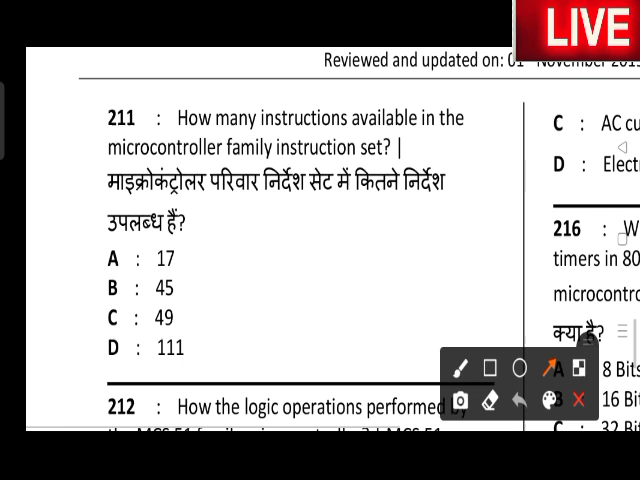 LIVE
Reviewed and updated on: 01 November 201
211 : How many instructions available in the
microcontroller family instruction set? |
माइक्रोकंट्रोलर परिवार निर्देश सेट में कितने निर्देश
उपलब्ध हैं?
A : 17
B : 45
C : 49
D : 111
212 : How the logic operations performed by
C : AC cu
D : Electr
216 : W
timers in 80
microcontro
क्या है?
A 8 Bits
B 16 Bit
C : 32 Bit